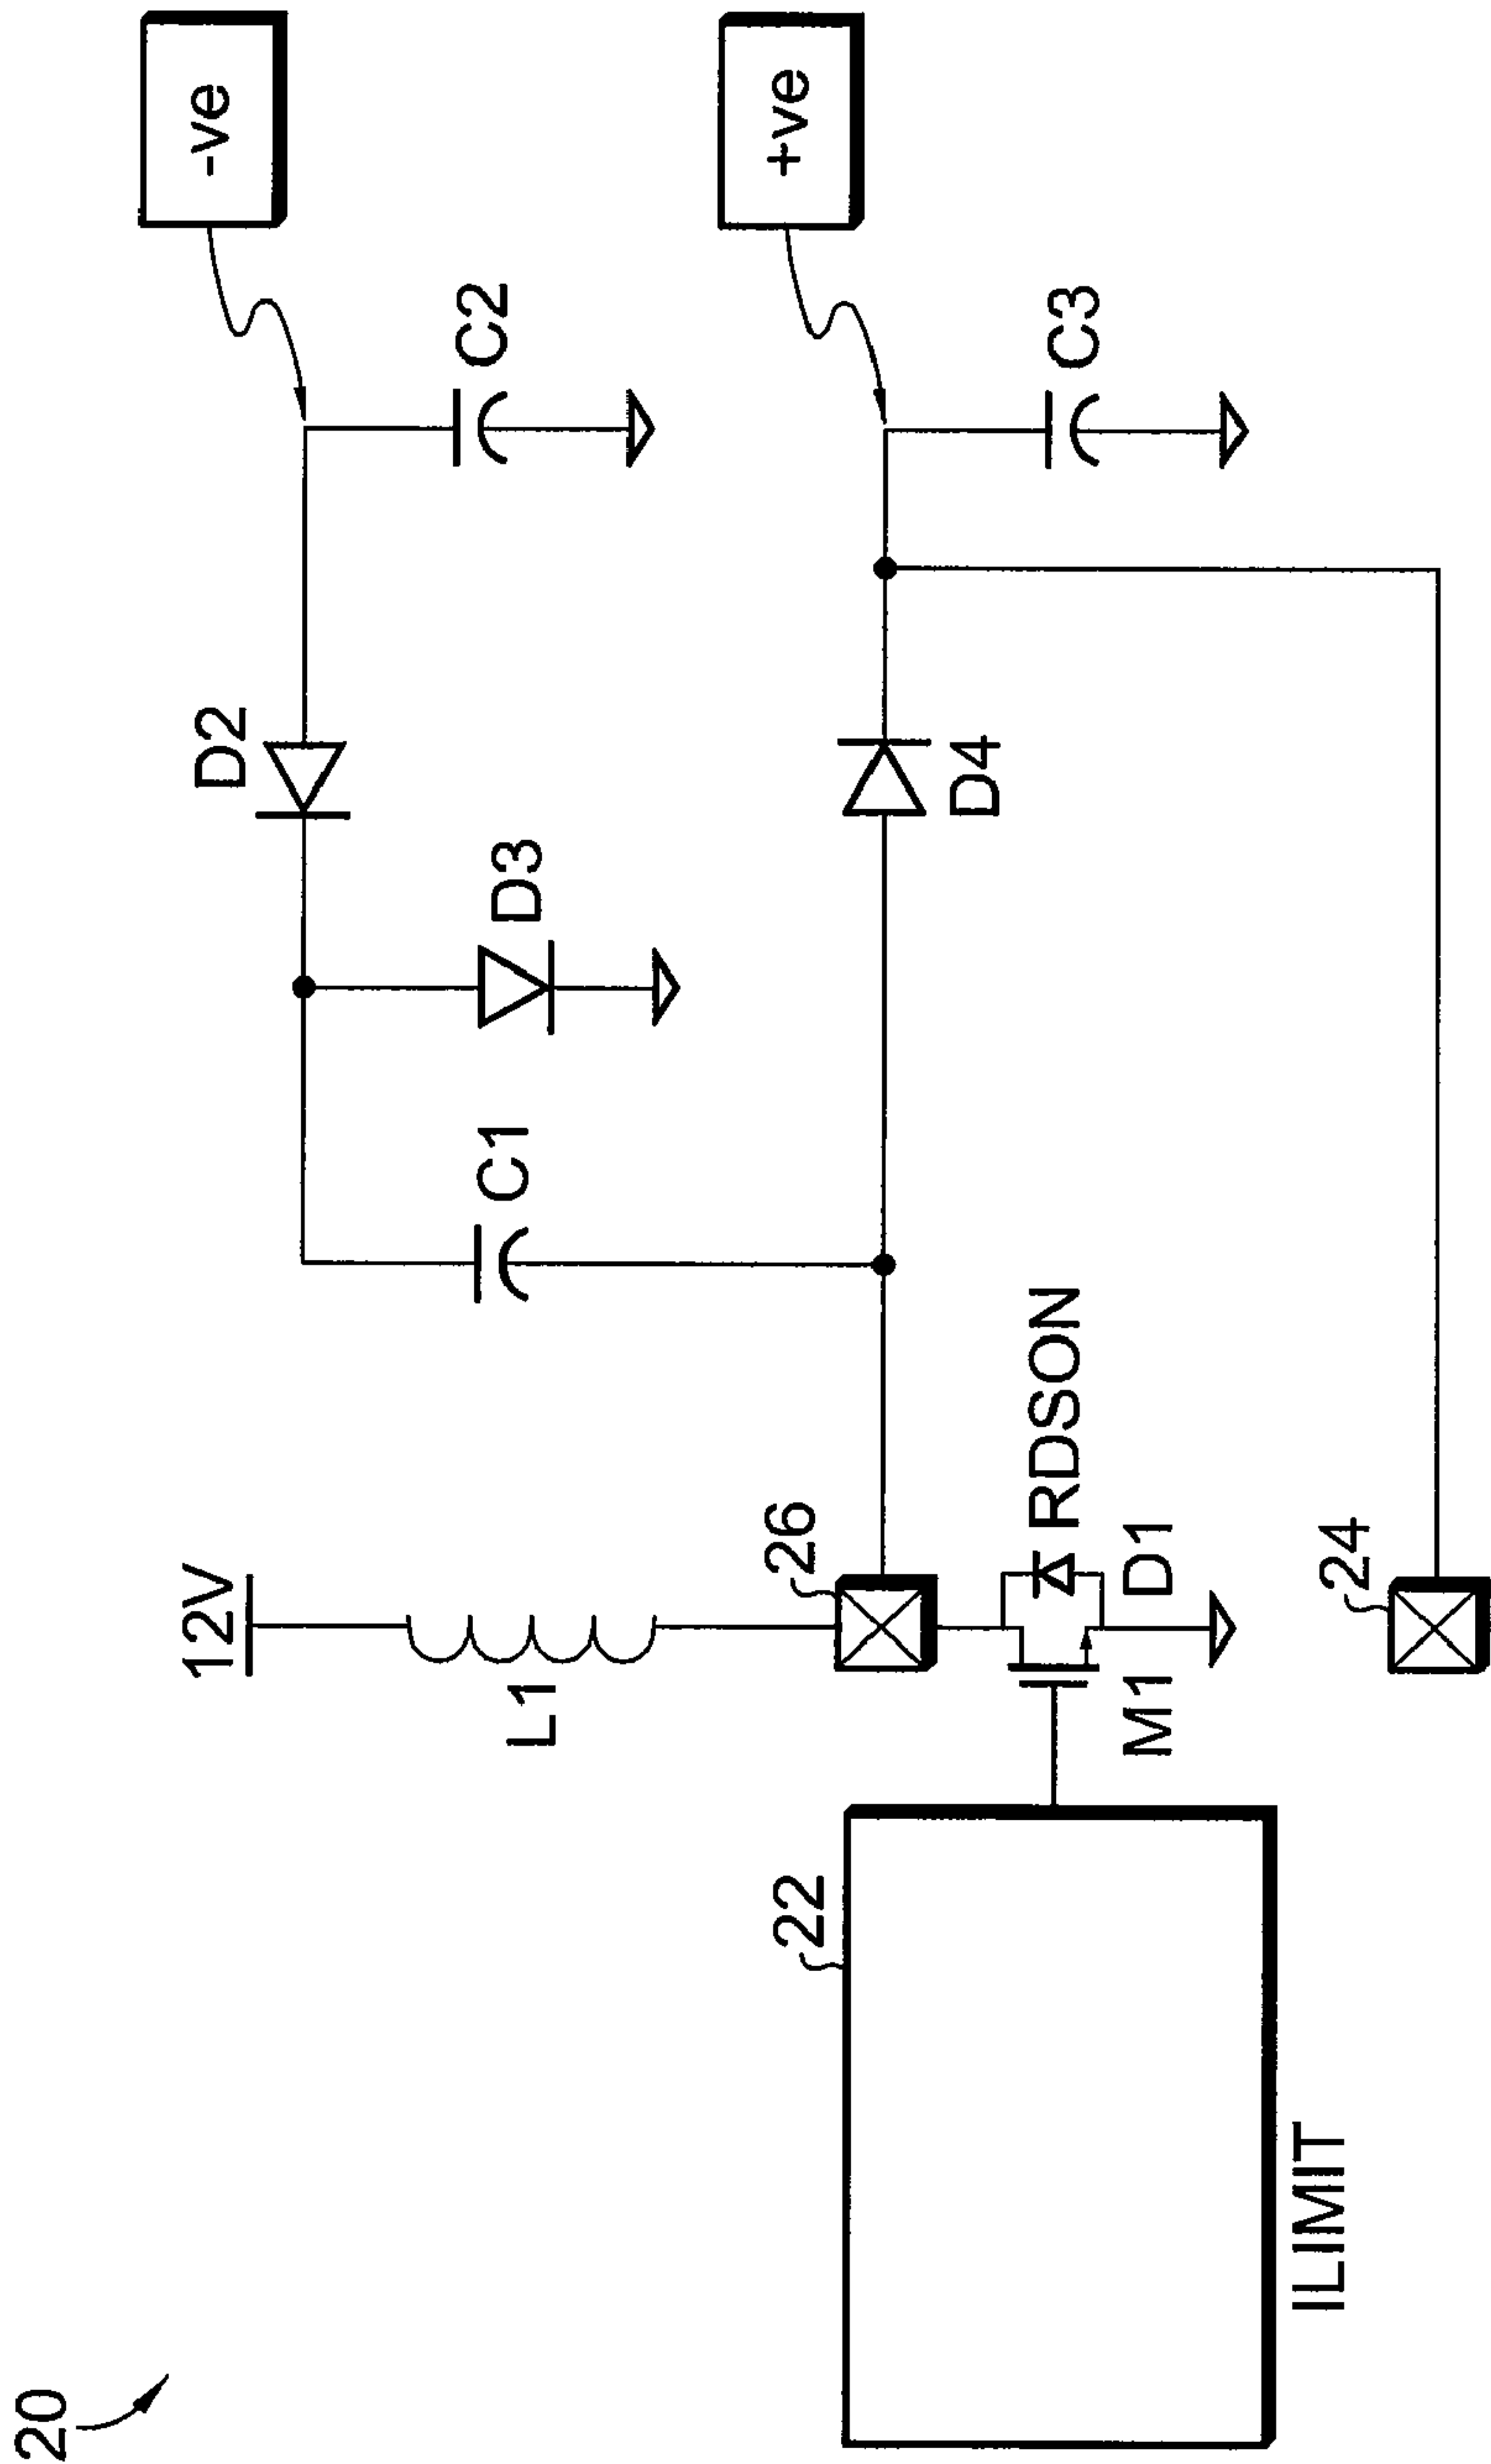 20
12V
L1
22
ILIMIT
26
M1
D1
RDSON
24
C1
D3
D2
D4
C2
C3
-ve
+ve